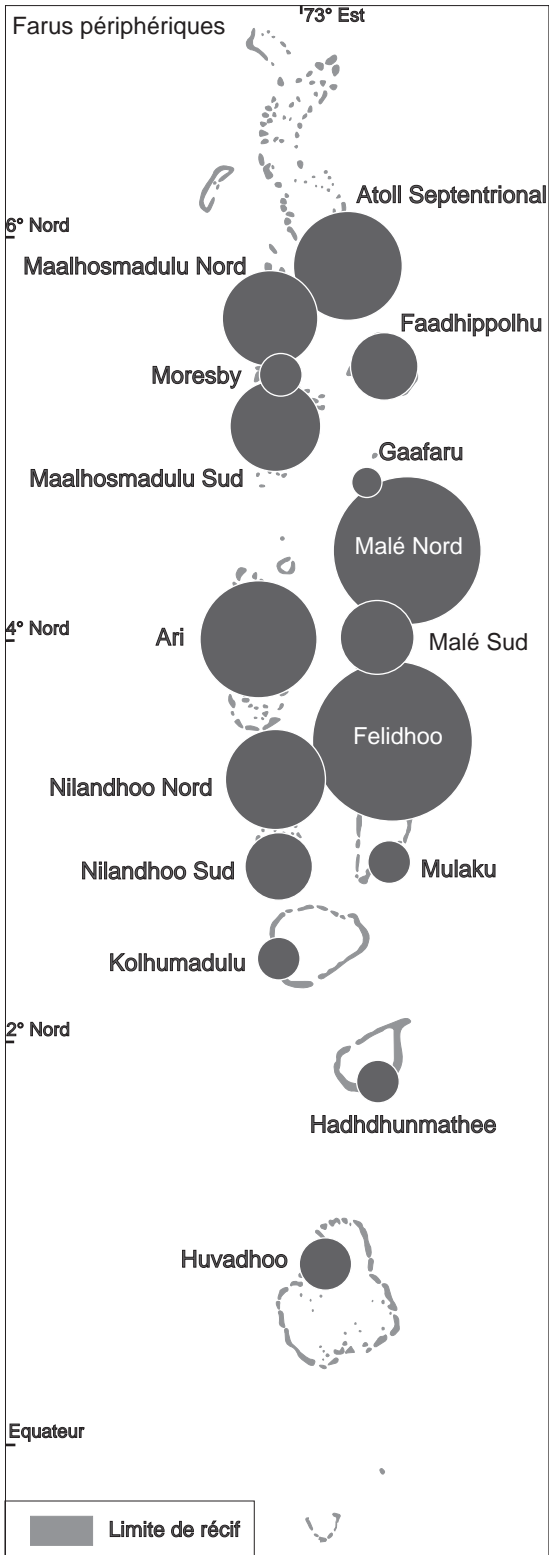 73° Est
Farus périphériques
Atoll Septentrional
6° Nord
Maalhosmadulu Nord
Faadhippolhu
Moresby
Gaafaru
Maalhosmadulu Sud
Malé Nord
4° Nord
Ari
Malé Sud
Felidhoo
Nilandhoo Nord
Nilandhoo Sud
Mulaku
Kolhumadulu
2° Nord
Hadhdhunmathee
Huvadhoo
Equateur
Limite de récif